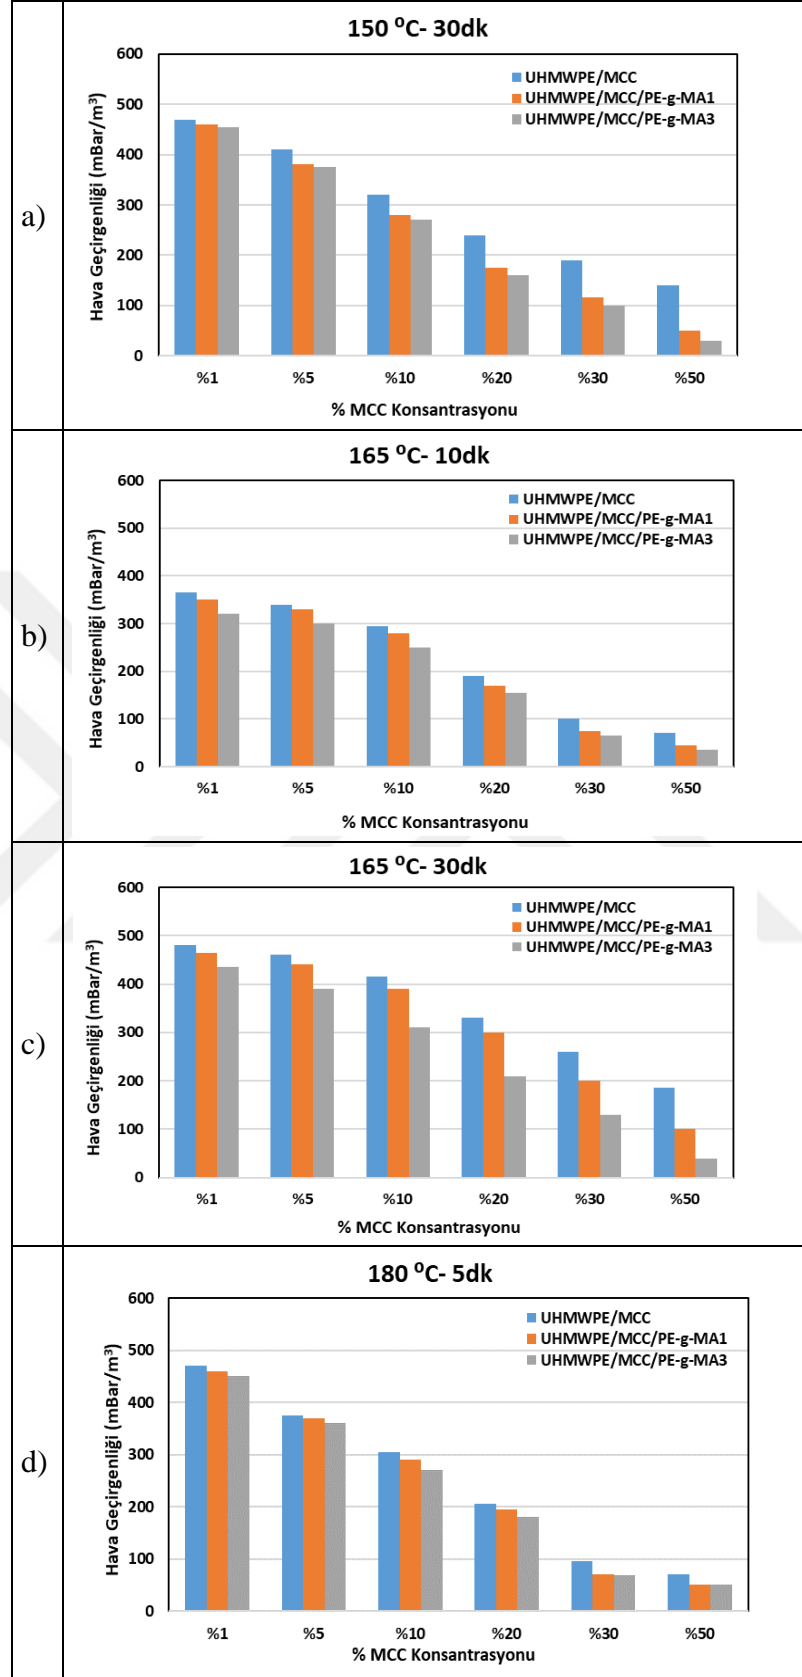 a)
150 ⁰C- 30dk
Hava Geçirgenliği (mBar/m³)
600
500
400
300
200
100
0
UHMWPE/MCC
UHMWPE/MCC/PE-g-MA1
UHMWPE/MCC/PE-g-MA3
%1 %5 %10 %20 %30 %50
% MCC Konsantrasyonu
b)
165 ⁰C- 10dk
Hava Geçirgenliği (mBar/m³)
600
500
400
300
200
100
0
UHMWPE/MCC
UHMWPE/MCC/PE-g-MA1
UHMWPE/MCC/PE-g-MA3
%1 %5 %10 %20 %30 %50
% MCC Konsantrasyonu
c)
165 ⁰C- 30dk
Hava Geçirgenliği (mBar/m³)
600
500
400
300
200
100
0
UHMWPE/MCC
UHMWPE/MCC/PE-g-MA1
UHMWPE/MCC/PE-g-MA3
%1 %5 %10 %20 %30 %50
% MCC Konsantrasyonu
d)
180 ⁰C- 5dk
Hava Geçirgenliği (mBar/m³)
600
500
400
300
200
100
0
UHMWPE/MCC
UHMWPE/MCC/PE-g-MA1
UHMWPE/MCC/PE-g-MA3
%1 %5 %10 %20 %30 %50
% MCC Konsantrasyonu